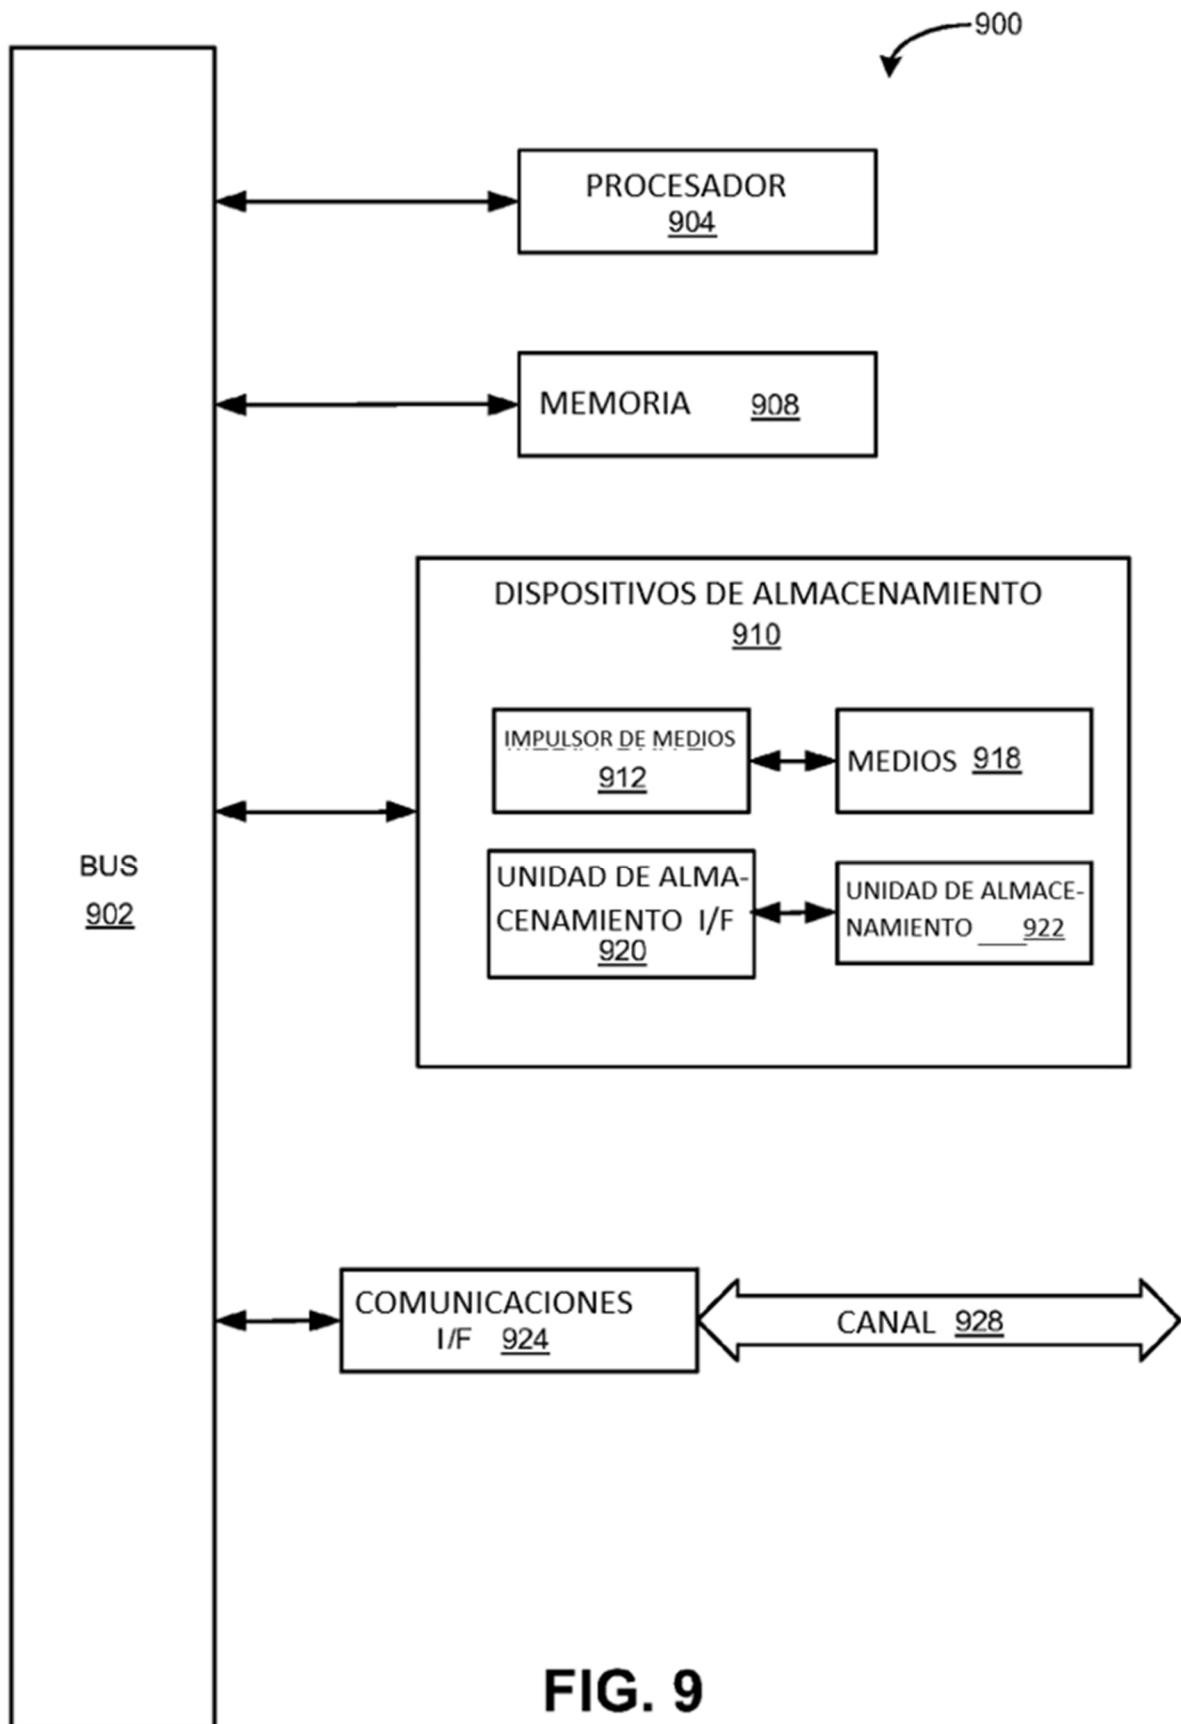 900
PROCESADOR
904
MEMORIA 908
DISPOSITIVOS DE ALMACENAMIENTO
910
IMPULSOR DE MEDIOS
912
MEDIOS 918
UNIDAD DE ALMA-
CENAMIENTO I/F
920
UNIDAD DE ALMACE-
NAMIENTO 922
BUS
902
COMUNICACIONES
I/F 924
CANAL 928
FIG. 9